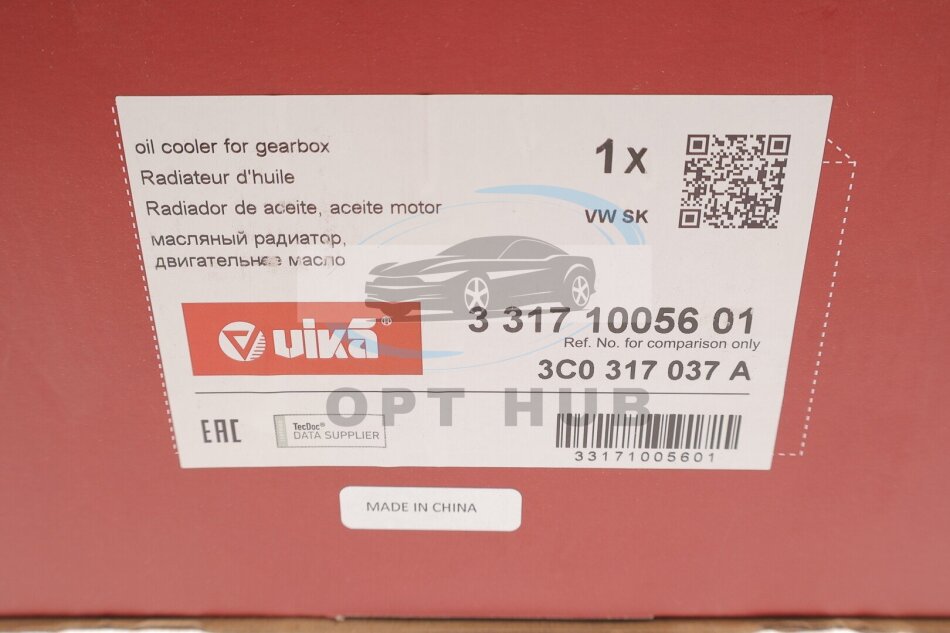 oil cooler for gearbox
1x
Radiateur d'huile
Radiador de aceite, aceite motor
VW SK
масляный радиатор,
двигательнее масло
vika®
3 317 10056 01
Ref. No. for comparison only
3C0 317 037 A
OPT HUB
EAC
TecDoc®
DATA SUPPLIER
33171005601
MADE IN CHINA